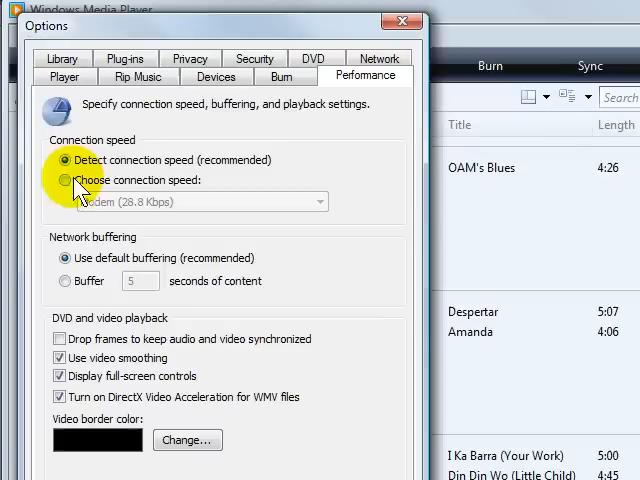 Windows Media Player
Options
Library Plug-ins Privacy Security DVD Network
Player Rip Music Devices Burn Performance
Specify connection speed, buffering, and playback settings.
Connection speed
Detect connection speed (recommended)
Choose connection speed:
Modem (28.8 Kbps)
Network buffering
Use default buffering (recommended)
Buffer 5 seconds of content
DVD and video playback
Drop frames to keep audio and video synchronized
Use video smoothing
Display full-screen controls
Turn on DirectX Video Acceleration for WMV files
Video border color:
Change...
Burn Sync
Search
Title Length
OAM's Blues 4:26
Despertar 5:07
Amanda 4:06
I Ka Barra (Your Work) 5:00
Din Din Wo (Little Child) 4:45